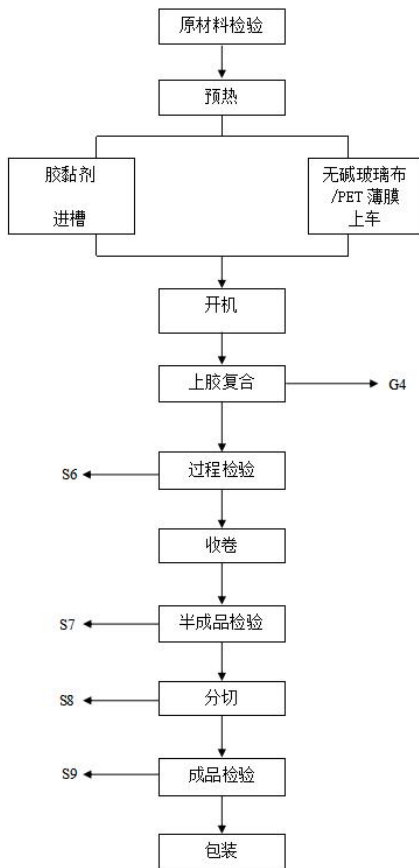 原材料检验
预热
胶黏剂
进槽
无碱玻璃布
/PET 薄膜
上车
开机
上胶复合
G4
S6
过程检验
收卷
S7
半成品检验
S8
分切
S9
成品检验
包装